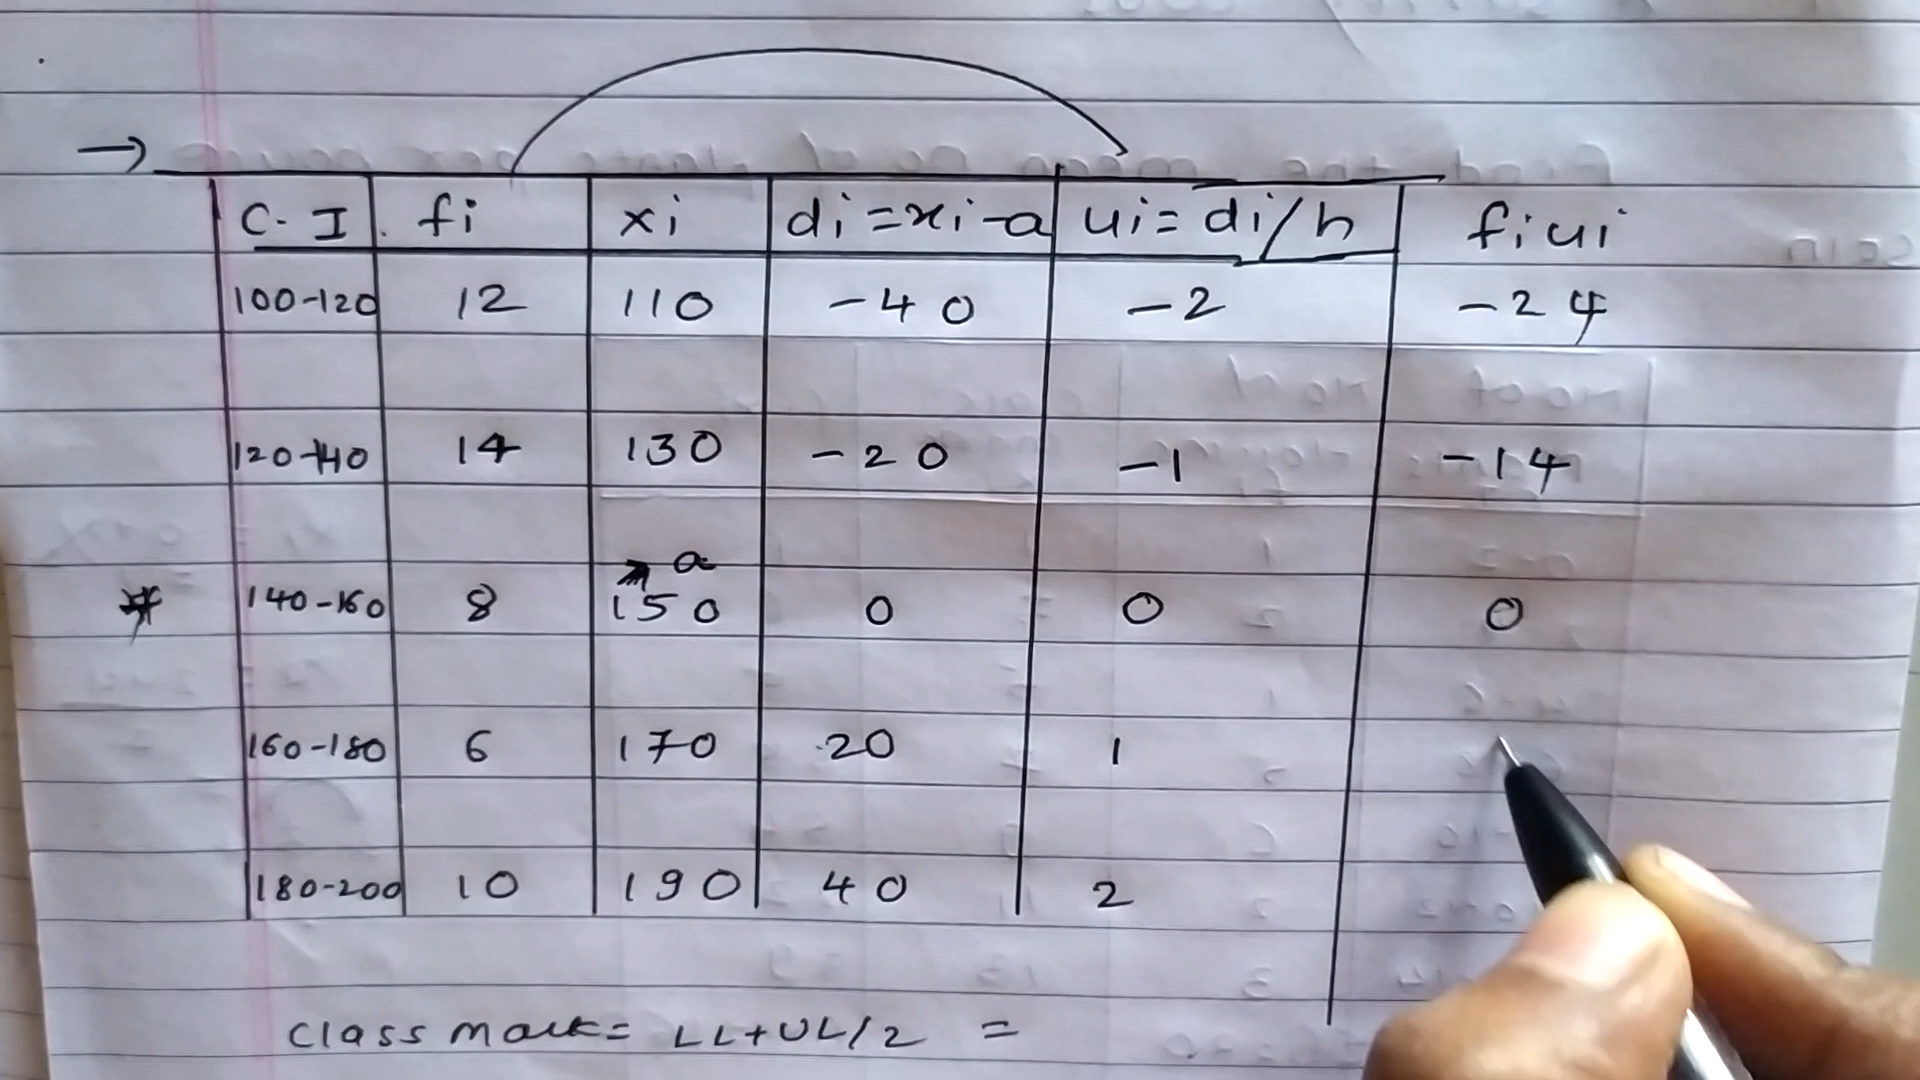 →
C-I fi xi di=xi-a ui=di/h fiui
100-120 12 110 -40 -2 -24
120-140 14 130 -20 -1 -14
a
* 140-160 8 150 0 0 0
160-180 6 170 20 1
180-200 10 190 40 2
class mark= LL+UL/2 =